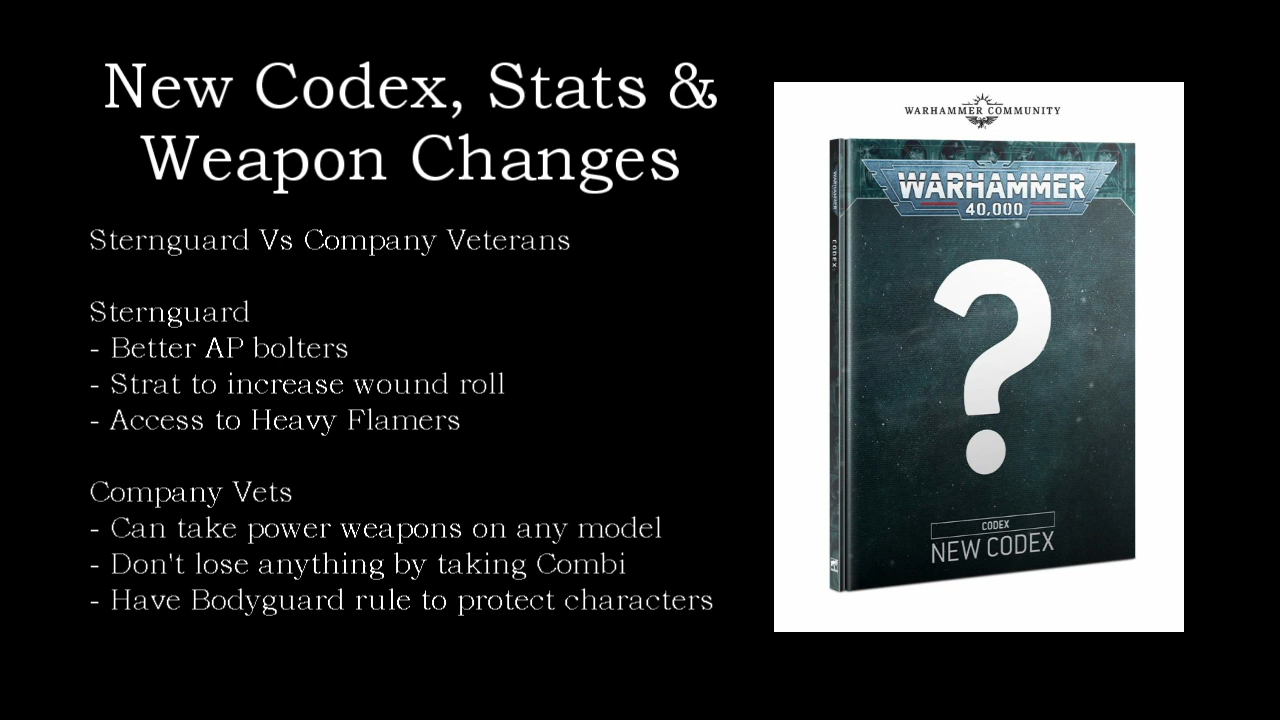 New Codex, Stats &
Weapon Changes
Sternguard Vs Company Veterans
Sternguard
- Better AP bolters
- Strat to increase wound roll
- Access to Heavy Flamers
Company Vets
- Can take power weapons on any model
- Don't lose anything by taking Combi
- Have Bodyguard rule to protect characters
WARHAMMER COMMUNITY
WARHAMMER
40,000
WARHAMMER
CODEX:
?
CODEX
NEW CODEX